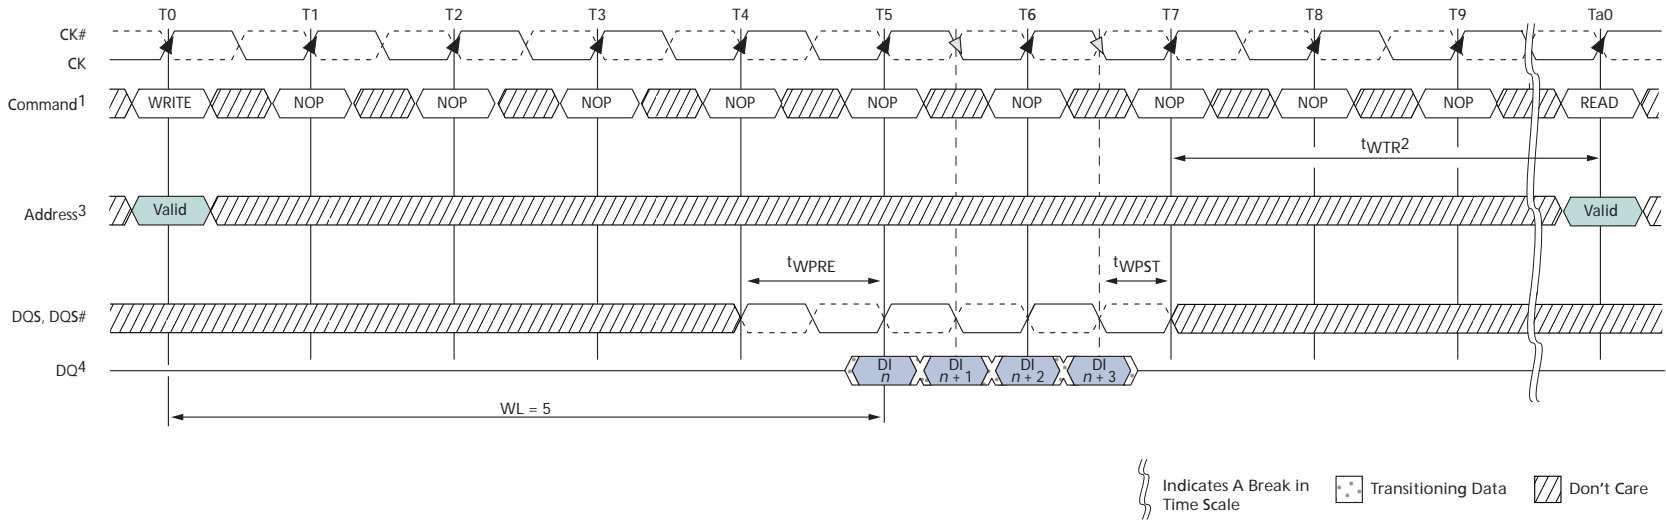 T0 T1 T2 T3 T4 T5 T6 T7 T8 T9 Ta0
CK#
CK
Command1 WRITE NOP NOP NOP NOP NOP NOP NOP NOP NOP READ
tWTR2
Address3 Valid Valid
tWPRE tWPST
DQS, DQS#
DQ4 DI n DI n + 1 DI n + 2 DI n + 3
WL = 5
Indicates A Break in
Time Scale
Transitioning Data
Don't Care